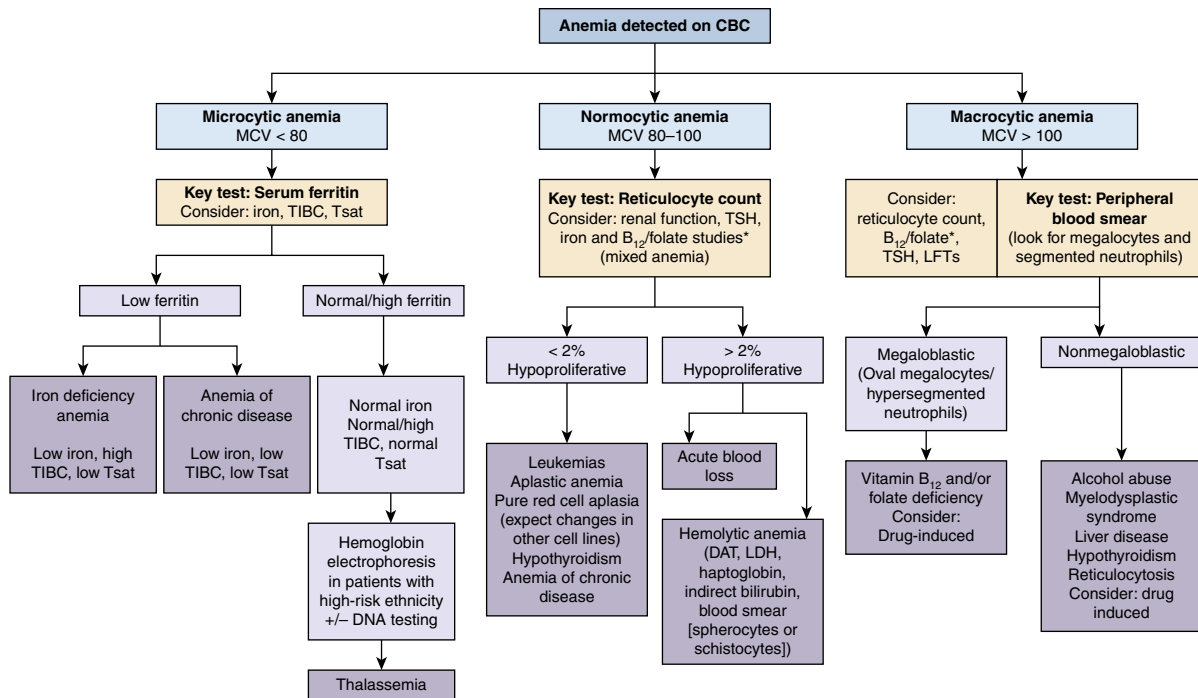 Anemia detected on CBC
Microcytic anemia
MCV < 80
Normocytic anemia
MCV 80–100
Macrocytic anemia
MCV > 100
Key test: Serum ferritin
Consider: iron, TIBC, Tsat
Key test: Reticulocyte count
Consider: renal function, TSH,
iron and B12/folate studies*
(mixed anemia)
Consider:
reticulocyte count,
B12/folate*,
TSH, LFTs
Key test: Peripheral
blood smear
(look for megalocytes and
segmented neutrophils)
Low ferritin
Normal/high ferritin
< 2%
Hypoproliferative
> 2%
Hypoproliferative
Megaloblastic
(Oval megalocytes/
hypersegmented
neutrophils)
Nonmegaloblastic
Iron deficiency
anemia
Low iron, high
TIBC, low Tsat
Anemia of
chronic disease
Low iron, low
TIBC, low Tsat
Normal iron
Normal/high
TIBC, normal
Tsat
Leukemias
Aplastic anemia
Pure red cell aplasia
(expect changes in
other cell lines)
Hypothyroidism
Anemia of chronic
disease
Acute blood
loss
Hemolytic anemia
(DAT, LDH,
haptoglobin,
indirect bilirubin,
blood smear
[spherocytes or
schistocytes])
Vitamin B12 and/or
folate deficiency
Consider:
Drug-induced
Alcohol abuse
Myelodysplastic
syndrome
Liver disease
Hypothyroidism
Reticulocytosis
Consider: drug
induced
Hemoglobin
electrophoresis
in patients with
high-risk ethnicity
+/– DNA testing
Thalassemia